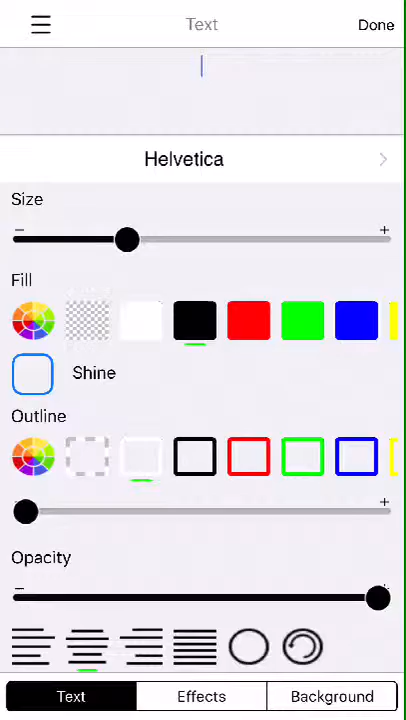 Text Done
Helvetica
Size
− +
Fill
Shine
Outline
+
Opacity
−
Text Effects Background